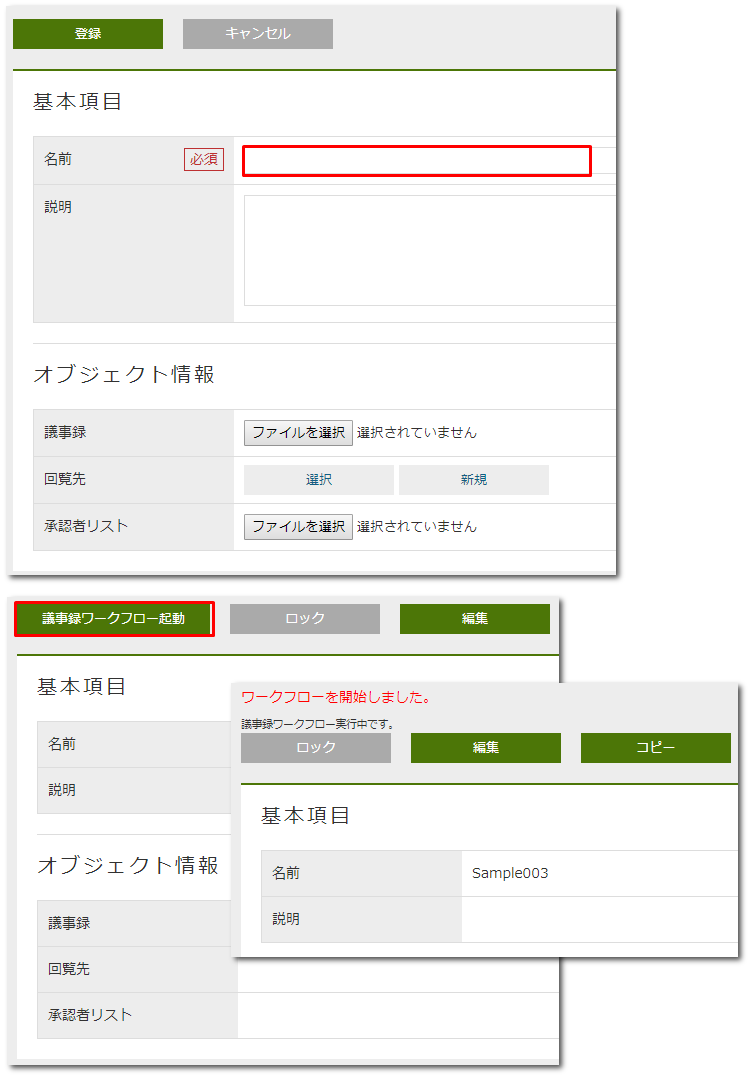 登録 キャンセル
基本項目
名前 必須
説明
オブジェクト情報
議事録 ファイルを選択 選択されていません
回覧先 選択 新規
承認者リスト ファイルを選択 選択されていません
議事録ワークフロー起動 ロック 編集
基本項目
名前
説明
オブジェクト情報
議事録
回覧先
承認者リスト
ワークフローを開始しました。
議事録ワークフロー実行中です。
ロック 編集 コピー
基本項目
名前 Sample003
説明